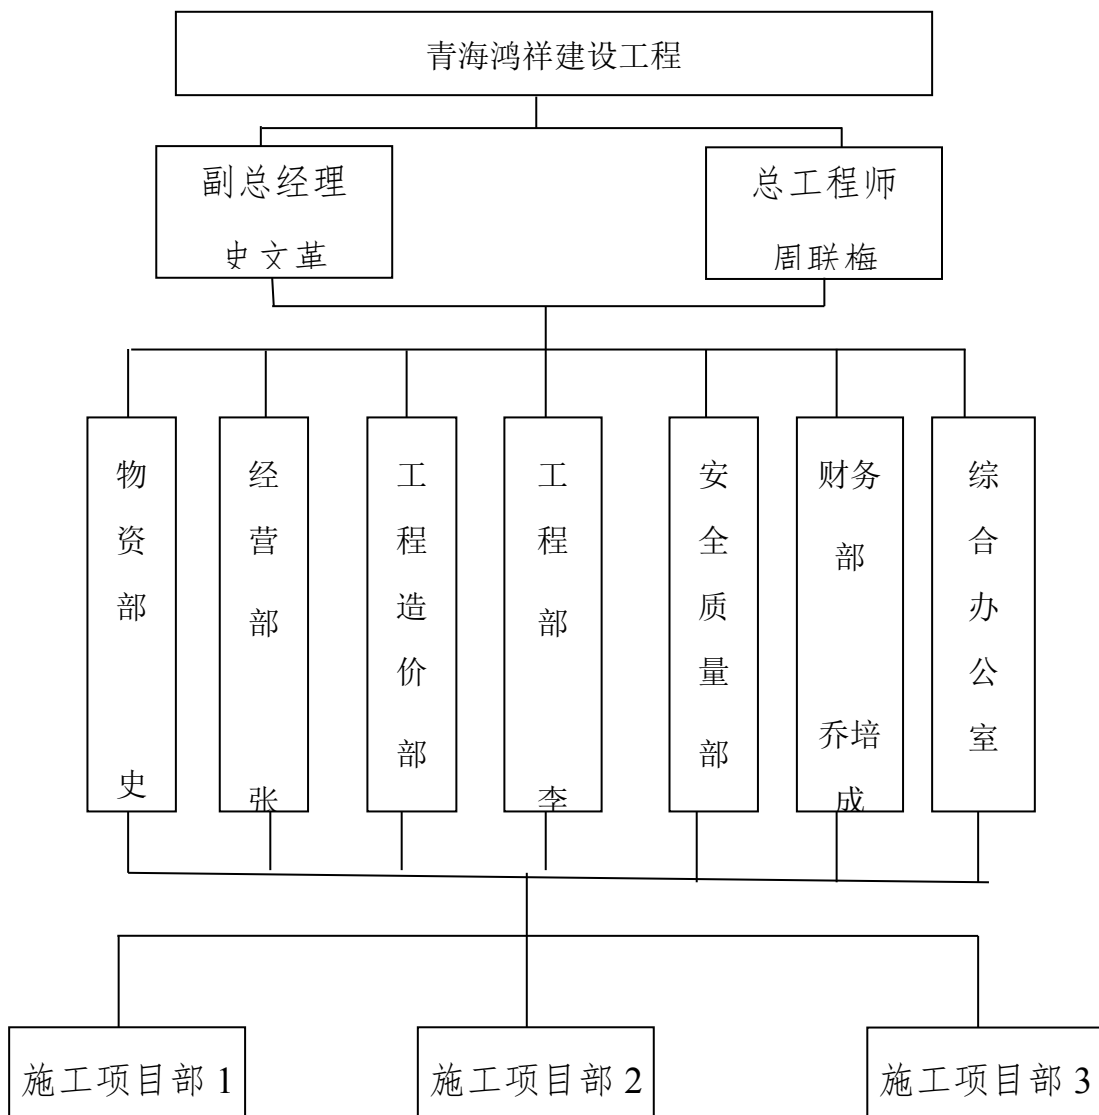 青海鸿祥建设工程
副总经理
史文革
总工程师
周联梅
物资部 史
经营部 张
工程造价部
工程部 李
安全质量部
财务部 乔培成
综合办公室
施工项目部 1
施工项目部 2
施工项目部 3